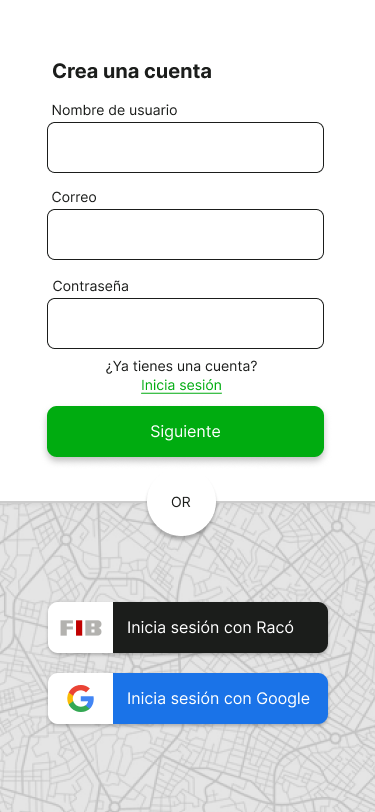 Crea una cuenta
Nombre de usuario
Correo
Contraseña
¿Ya tienes una cuenta?
Inicia sesión
Siguiente
OR
FIB
Inicia sesión con Racó
G
Inicia sesión con Google